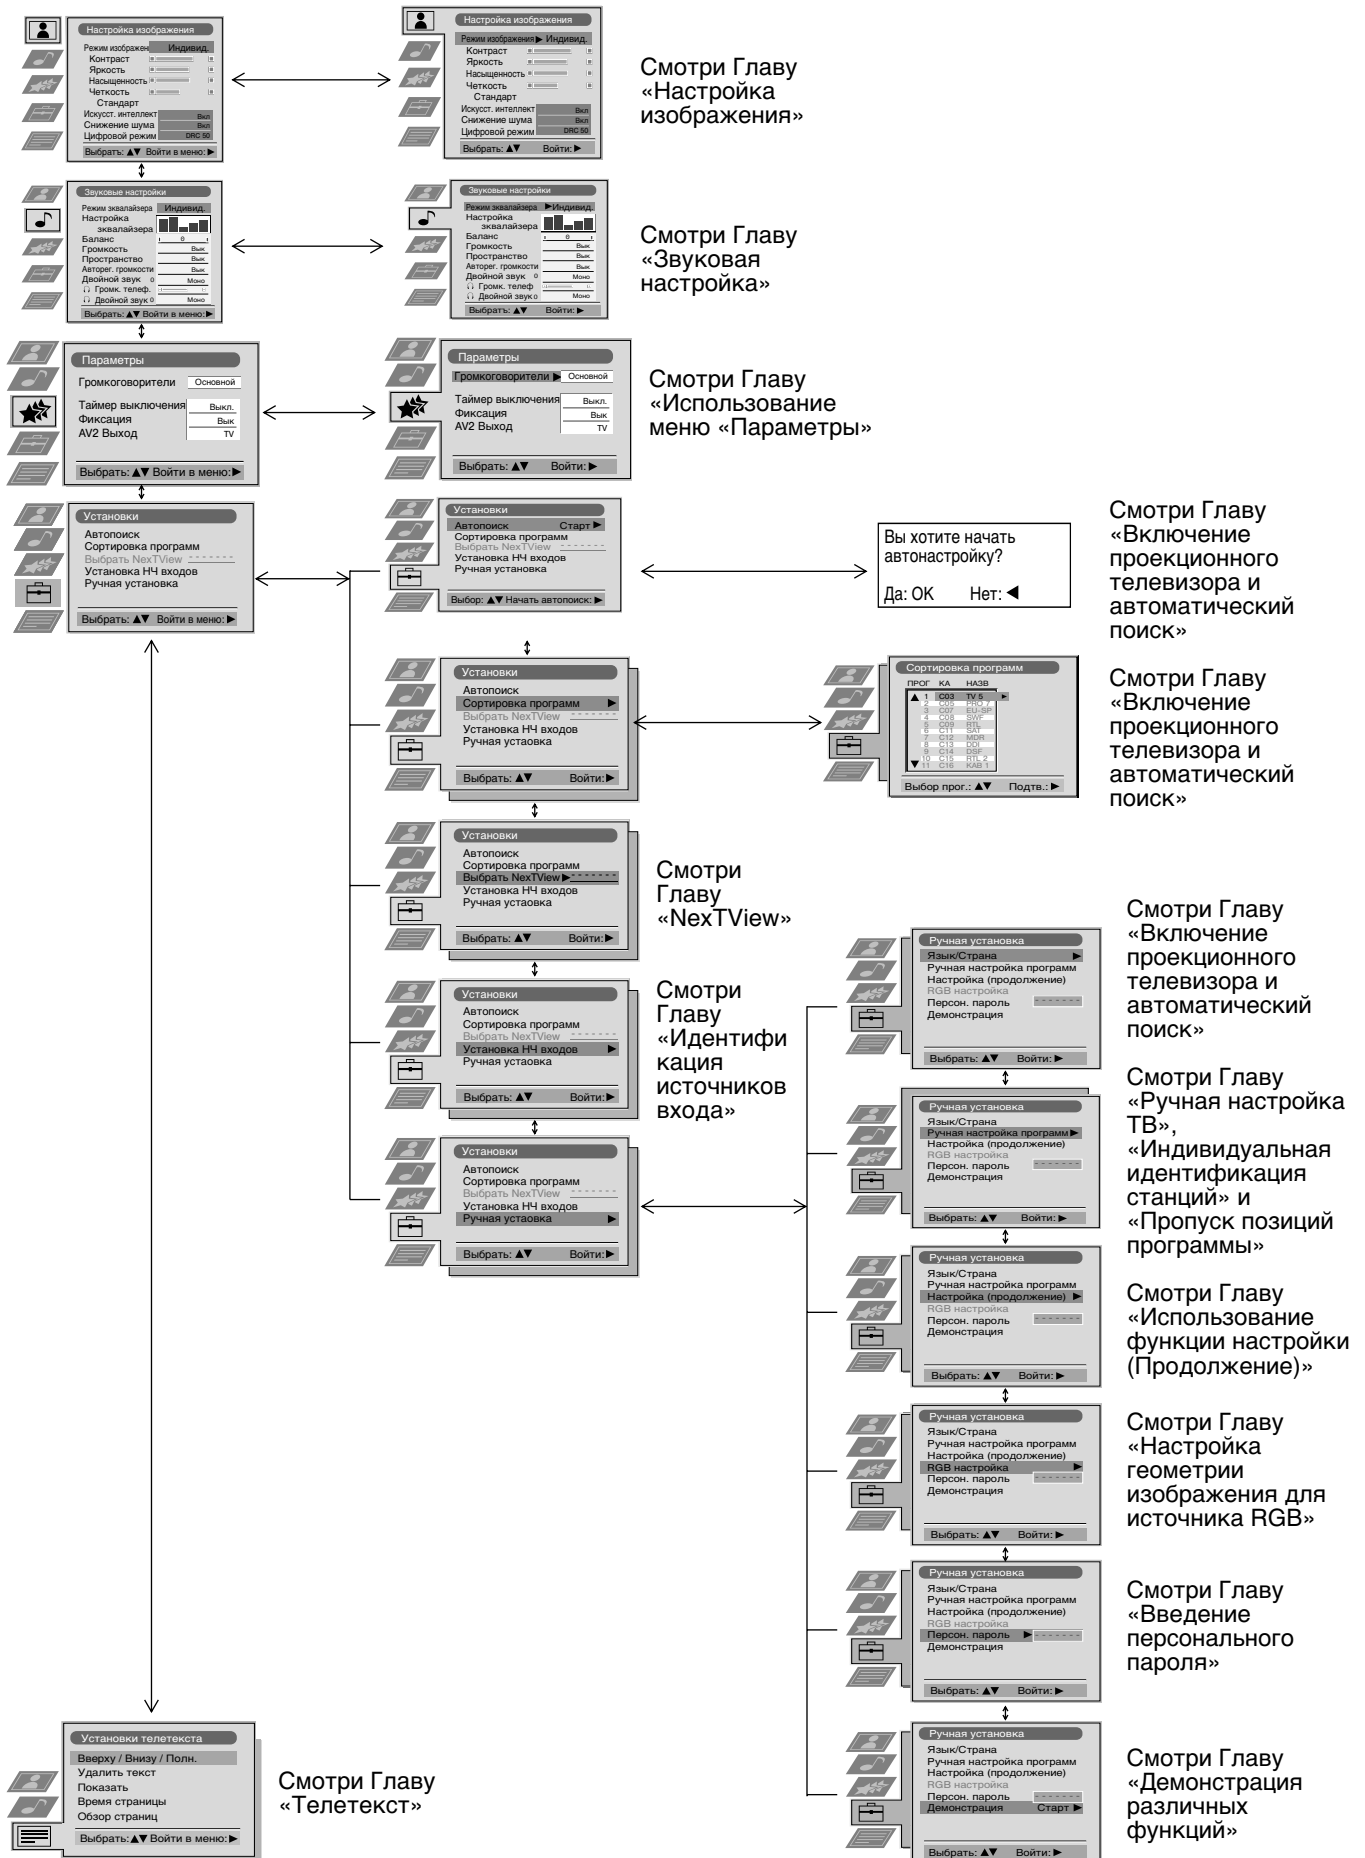 Настройка изображения
Режим изображен Индивид.
Контраст
Яркость
Насыщенность
Четкость
Стандарт
Искусст. интеллект Вкл
Снижение шума Вкл
Цифровой режим DRC 50
Выбрать: ▲▼ Войти в меню: ▶
Настройка изображения
Режим изображения ▶ Индивид.
Контраст
Яркость
Насыщенность
Четкость
Стандарт
Искусст. интеллект Вкл
Снижение шума Вкл
Цифровой режим DRC 50
Выбрать: ▲▼ Войти: ▶
Смотри Главу
«Настройка
изображения»
Звуковые настройки
Режим эквалайзера Индивид.
Настройка
эквалайзера
Баланс 0
Громкость Вык
Пространство Вык
Авторег. громкости Вык
Двойной звук 0 Моно
Громк. телеф.
Двойной звук 0 Моно
Выбрать: ▲▼ Войти в меню: ▶
Звуковые настройки
Режим эквалайзера ▶Индивид.
Настройка
эквалайзера
Баланс 0
Громкость Вык
Пространство Вык
Авторег. громкости Вык
Двойной звук 0 Моно
Громк. телеф
Двойной звук 0 Моно
Выбрать: ▲▼ Войти: ▶
Смотри Главу
«Звуковая
настройка»
Параметры
Громкоговорители Основной
Таймер выключения Выкл.
Фиксация Вык
AV2 Выход TV
Выбрать: ▲▼ Войти в меню: ▶
Параметры
Громкоговорители ▶ Основной
Таймер выключения Выкл.
Фиксация Вык
AV2 Выход TV
Выбрать: ▲▼ Войти: ▶
Смотри Главу
«Использование
меню «Параметры»
Установки
Автопоиск
Сортировка программ
Выбрать NexTView - - - - - -
Установка НЧ входов
Ручная установка
Выбрать: ▲▼ Войти в меню: ▶
Установки
Автопоиск Старт ▶
Сортировка программ
Выбрать NexTView - - - - - -
Установка НЧ входов
Ручная установка
Выбор: ▲▼ Начать автопоиск: ▶
Вы хотите начать
автонастройку?
Да: OK Нет: ◀
Смотри Главу
«Включение
проекционного
телевизора и
автоматический
поиск»
Установки
Автопоиск
Сортировка программ ▶
Выбрать NexTView - - - - - -
Установка НЧ входов
Ручная устаовка
Выбрать: ▲▼ Войти: ▶
Сортировка программ
ПРОГ КА НАЗВ
▲ 1 C03 TV 5 ▶
2 C05 PRO 7
3 C07 EU-SP
4 C08 SWF
5 C09 RTL
6 C11 SAT
7 C12 MDR
8 C13 DDI
9 C14 DSF
10 C15 RTL 2
▼ 11 C16 KAB 1
Выбор прог.: ▲▼ Подтв.: ▶
Смотри Главу
«Включение
проекционного
телевизора и
автоматический
поиск»
Установки
Автопоиск
Сортировка программ
Выбрать NexTView ▶ - - - - - -
Установка НЧ входов
Ручная устаовка
Выбрать: ▲▼ Войти: ▶
Смотри
Главу
«NexTView»
Установки
Автопоиск
Сортировка программ
Выбрать NexTView - - - - - -
Установка НЧ входов ▶
Ручная устаовка
Выбрать: ▲▼ Войти: ▶
Смотри
Главу
«Идентифи
кация
источников
входа»
Установки
Автопоиск
Сортировка программ
Выбрать NexTView - - - - - -
Установка НЧ входов
Ручная устаовка ▶
Выбрать: ▲▼ Войти: ▶
Ручная установка
Язык/Страна ▶
Ручная настройка программ
Настройка (продолжение)
RGB настройка
Персон. пароль - - - - - -
Демонстрация
Выбрать: ▲▼ Войти: ▶
Смотри Главу
«Включение
проекционного
телевизора и
автоматический
поиск»
Ручная установка
Язык/Страна
Ручная настройка программ ▶
Настройка (продолжение)
RGB настройка
Персон. пароль - - - - - -
Демонстрация
Выбрать: ▲▼ Войти: ▶
Смотри Главу
«Ручная настройка
ТВ»,
«Индивидуальная
идентификация
станций» и
«Пропуск позиций
программы»
Ручная установка
Язык/Страна
Ручная настройка программ
Настройка (продолжение) ▶
RGB настройка
Персон. пароль - - - - - -
Демонстрация
Выбрать: ▲▼ Войти: ▶
Смотри Главу
«Использование
функции настройки
(Продолжение)»
Ручная установка
Язык/Страна
Ручная настройка программ
Настройка (продолжение)
RGB настройка ▶
Персон. пароль - - - - - -
Демонстрация
Выбрать: ▲▼ Войти: ▶
Смотри Главу
«Настройка
геометрии
изображения для
источника RGB»
Ручная установка
Язык/Страна
Ручная настройка программ
Настройка (продолжение)
RGB настройка
Персон. пароль ▶ - - - - - -
Демонстрация
Выбрать: ▲▼ Войти: ▶
Смотри Главу
«Введение
персонального
пароля»
Установки телетекста
Вверху / Внизу / Полн.
Удалить текст
Показать
Время страницы
Обзор страниц
Выбрать: ▲▼ Войти в меню: ▶
Смотри Главу
«Телетекст»
Ручная установка
Язык/Страна
Ручная настройка программ
Настройка (продолжение)
RGB настройка
Персон. пароль - - - - - -
Демонстрация Старт ▶
Выбрать: ▲▼ Войти: ▶
Смотри Главу
«Демонстрация
различных
функций»